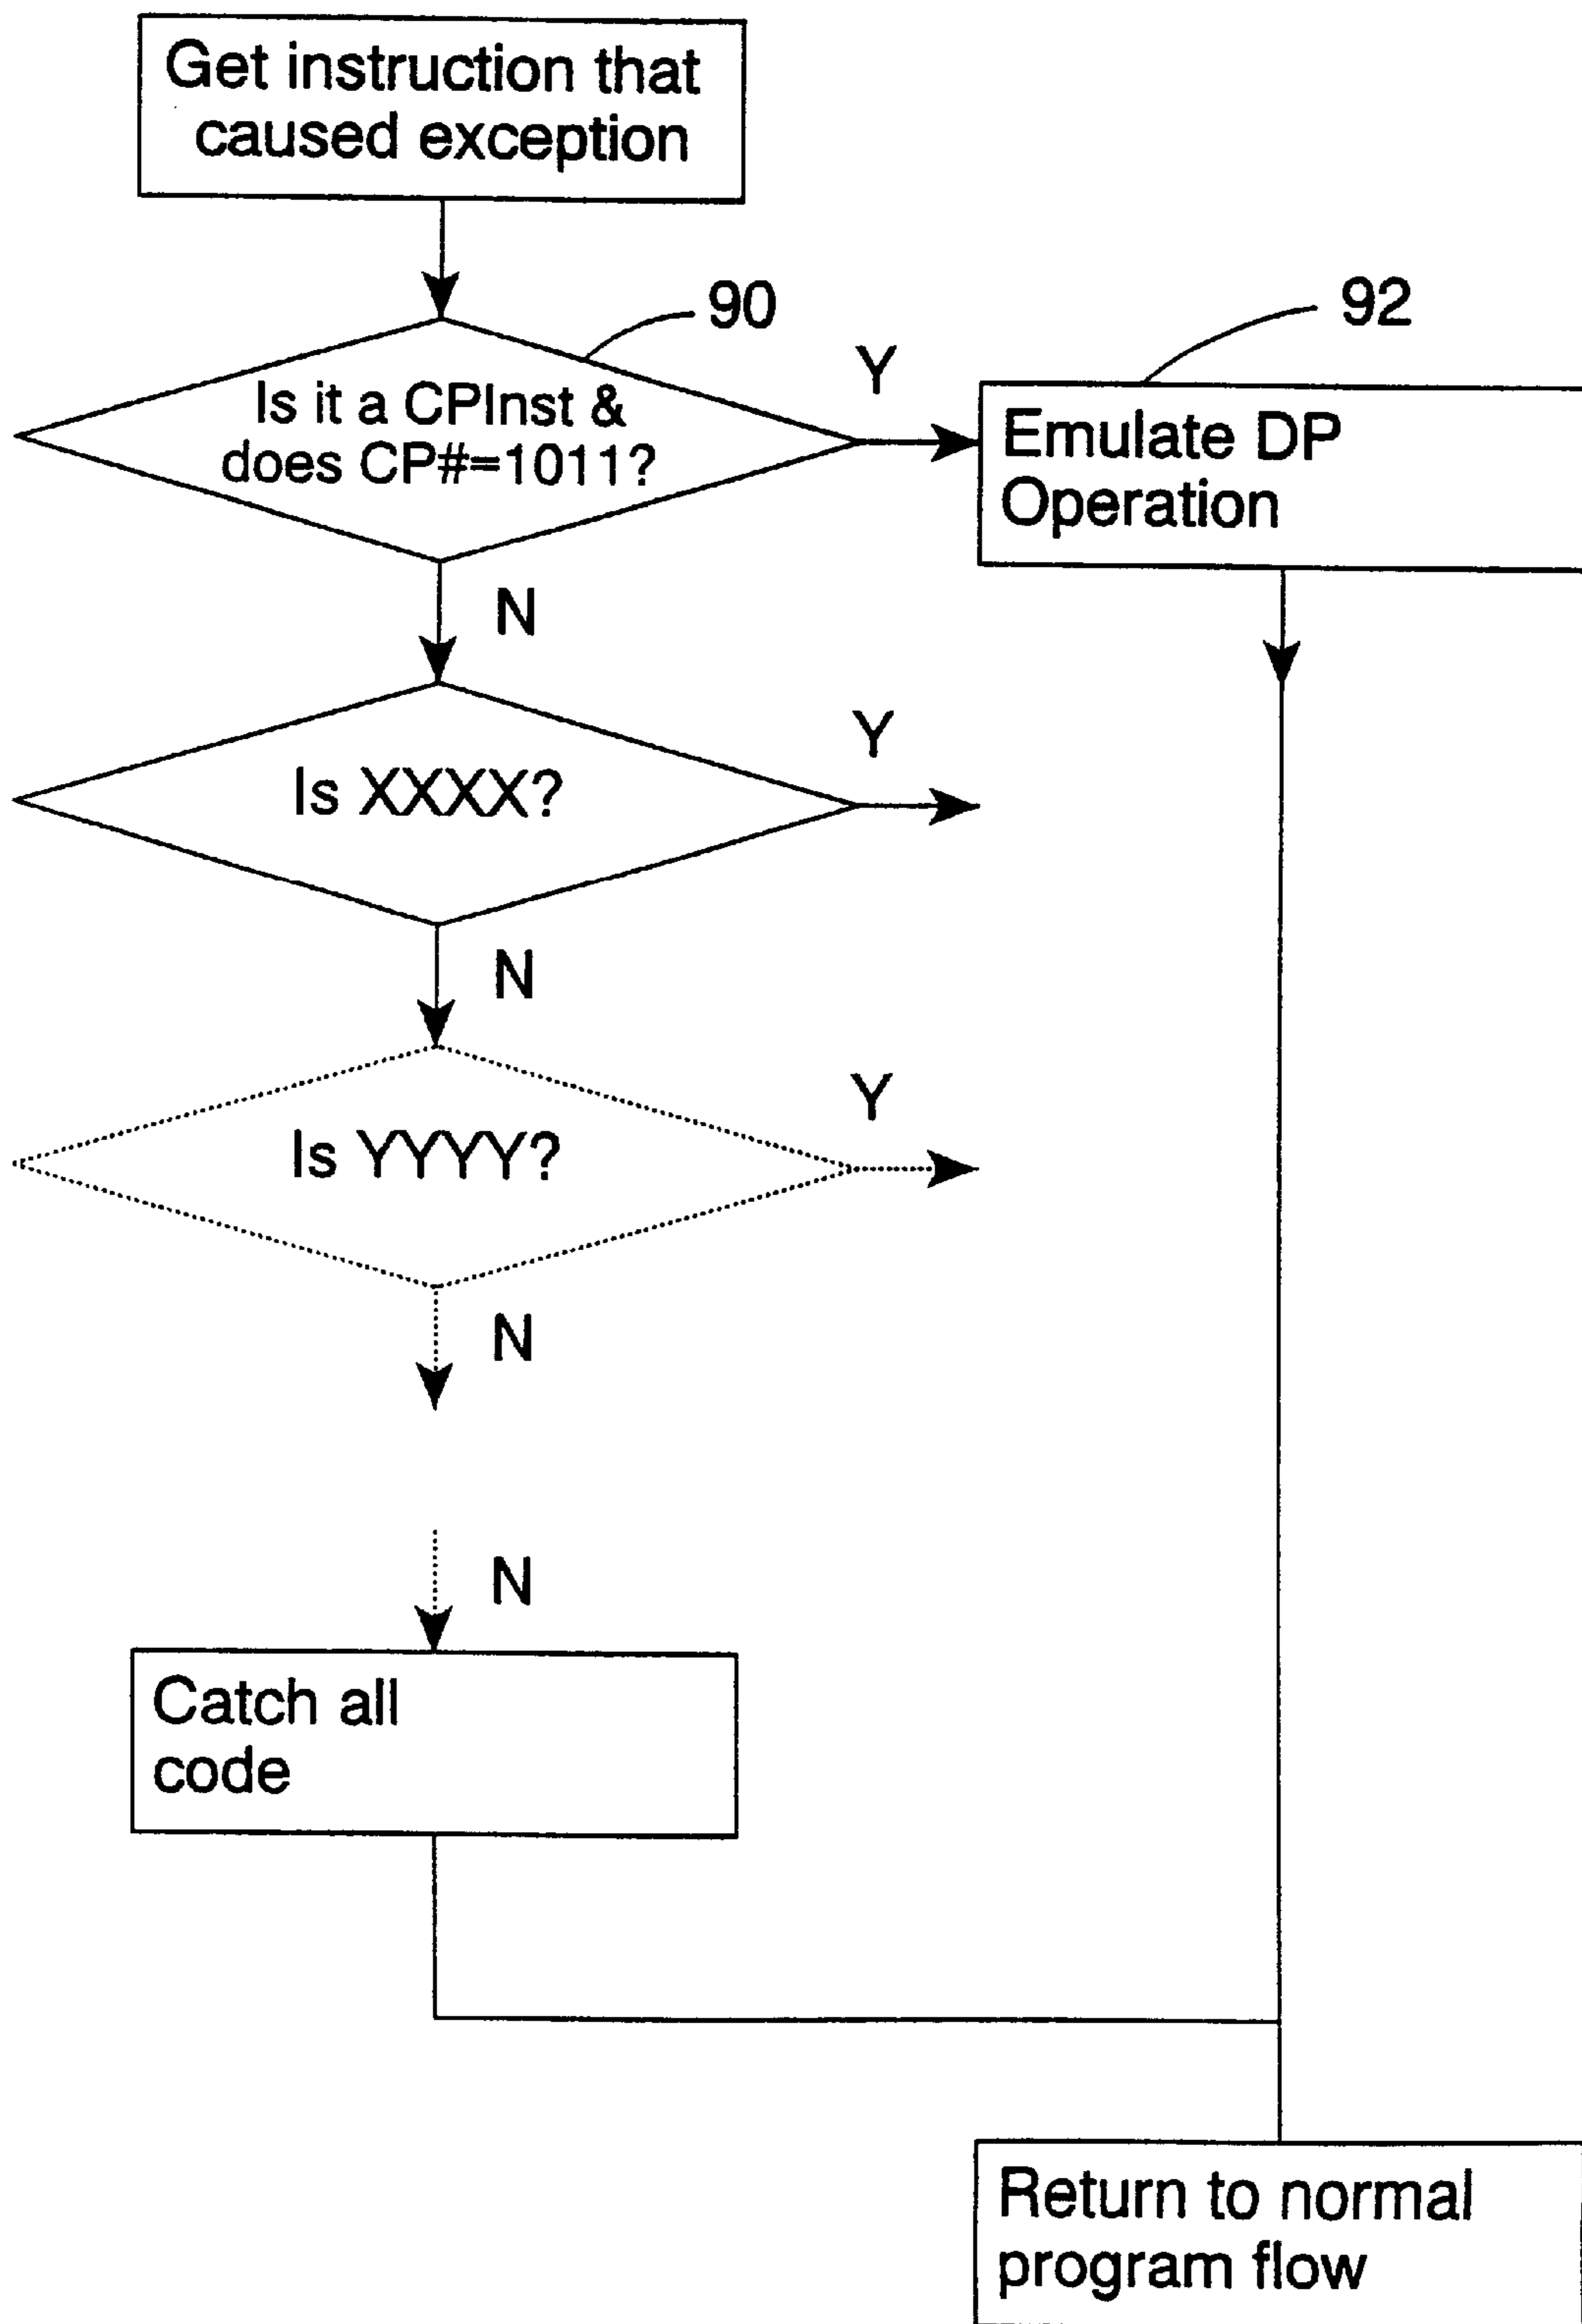 Get instruction that
caused exception
90
92
Y
Is it a CPInst &
does CP#=1011?
Emulate DP
Operation
N
Y
Is XXXX?
N
Y
Is YYYY?
N
N
Catch all
code
Return to normal
program flow